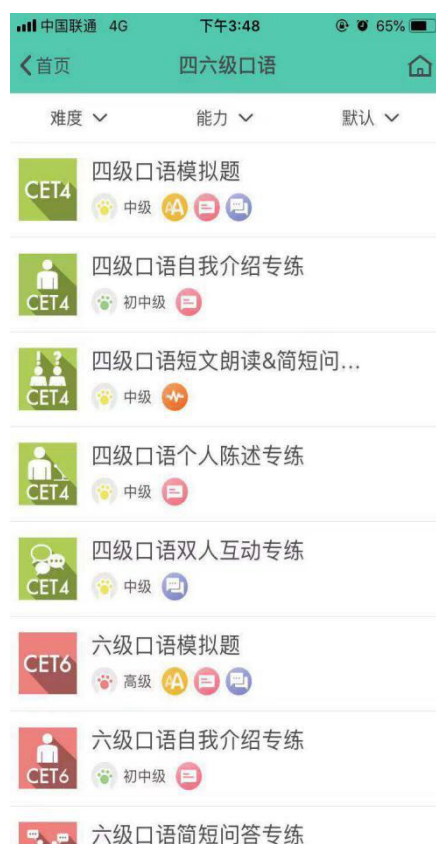 中国联通 4G 下午3:48 65%
首页 四六级口语
难度 能力 默认
CET4
四级口语模拟题
中级
CET4
四级口语自我介绍专练
初中级
CET4
四级口语短文朗读&简短问...
中级
CET4
四级口语个人陈述专练
中级
CET4
四级口语双人互动专练
中级
CET6
六级口语模拟题
高级
CET6
六级口语自我介绍专练
初中级
六级口语简短问答专练